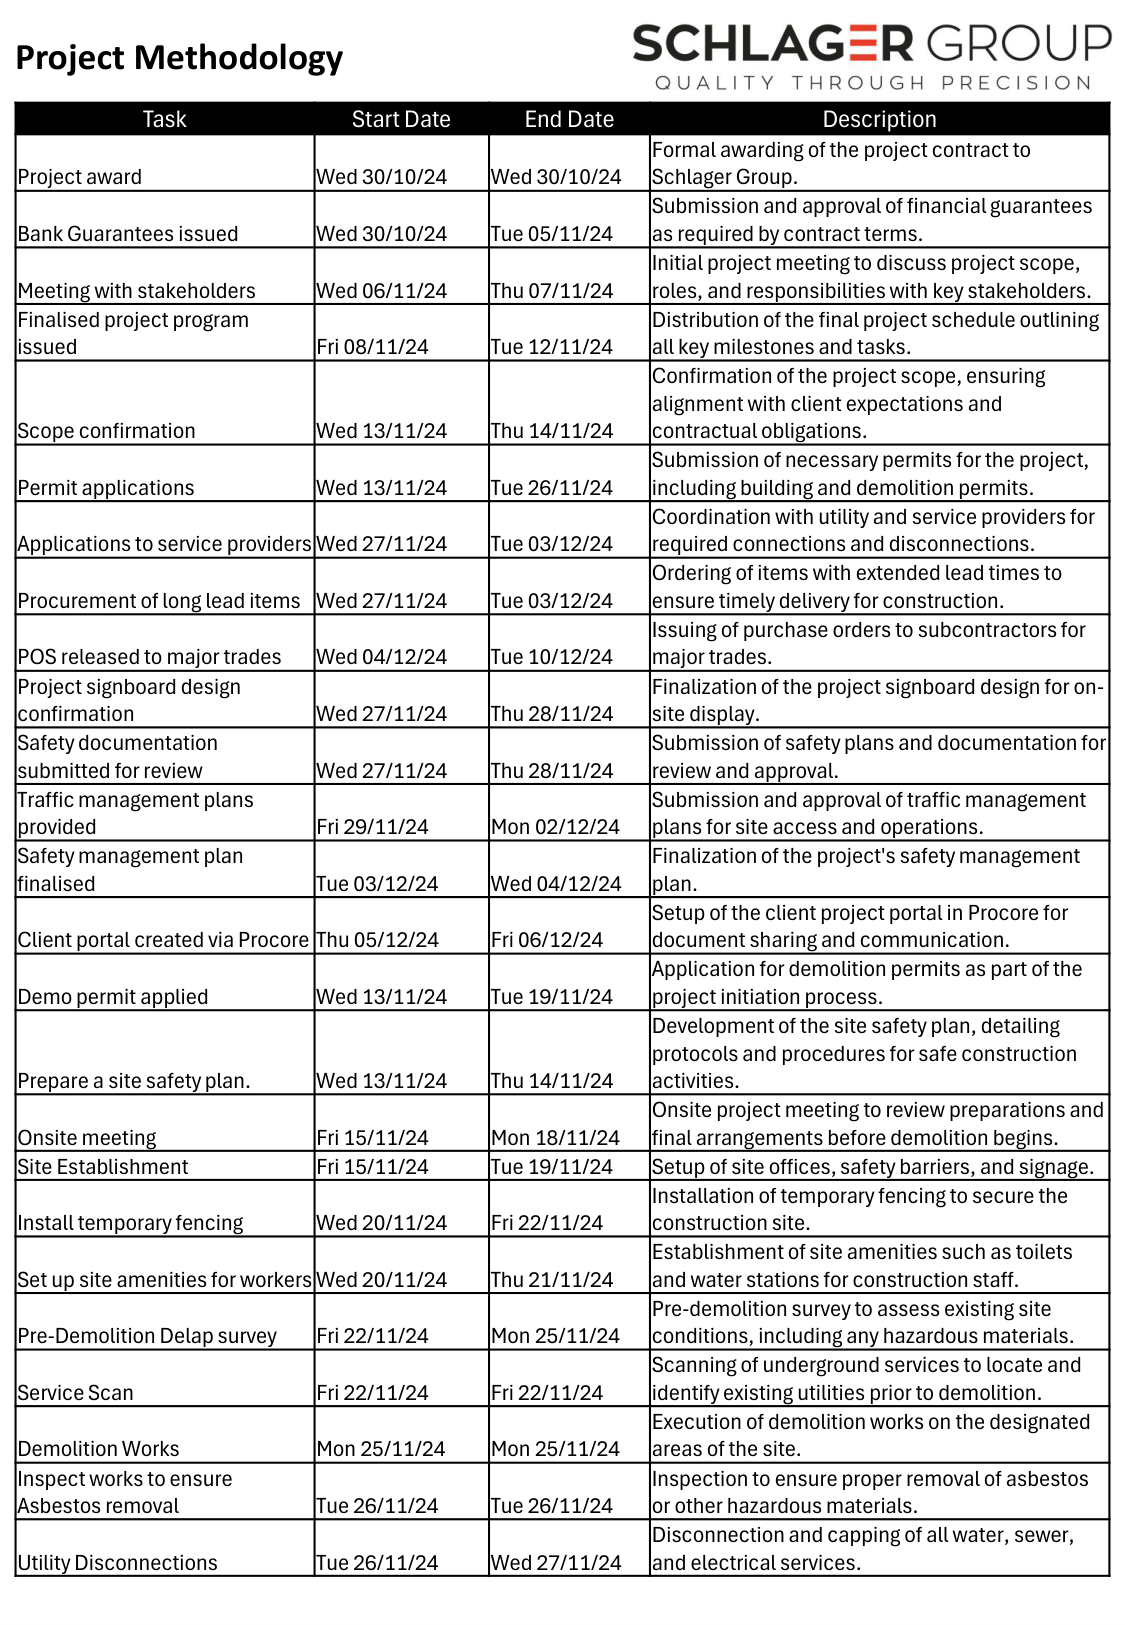 Project Methodology
SCHLAGER GROUP
QUALITY THROUGH PRECISION
Task Start Date End Date Description
Project award Wed 30/10/24 Wed 30/10/24 Formal awarding of the project contract to
Schlager Group.
Bank Guarantees issued Wed 30/10/24 Tue 05/11/24 Submission and approval of financial guarantees
as required by contract terms.
Meeting with stakeholders Wed 06/11/24 Thu 07/11/24 Initial project meeting to discuss project scope,
roles, and responsibilities with key stakeholders.
Finalised project program
issued Fri 08/11/24 Tue 12/11/24 Distribution of the final project schedule outlining
all key milestones and tasks.
Scope confirmation Wed 13/11/24 Thu 14/11/24 Confirmation of the project scope, ensuring
alignment with client expectations and
contractual obligations.
Permit applications Wed 13/11/24 Tue 26/11/24 Submission of necessary permits for the project,
including building and demolition permits.
Applications to service providers Wed 27/11/24 Tue 03/12/24 Coordination with utility and service providers for
required connections and disconnections.
Procurement of long lead items Wed 27/11/24 Tue 03/12/24 Ordering of items with extended lead times to
ensure timely delivery for construction.
POS released to major trades Wed 04/12/24 Tue 10/12/24 Issuing of purchase orders to subcontractors for
major trades.
Project signboard design
confirmation Wed 27/11/24 Thu 28/11/24 Finalization of the project signboard design for on-
site display.
Safety documentation
submitted for review Wed 27/11/24 Thu 28/11/24 Submission of safety plans and documentation for
review and approval.
Traffic management plans
provided Fri 29/11/24 Mon 02/12/24 Submission and approval of traffic management
plans for site access and operations.
Safety management plan
finalised Tue 03/12/24 Wed 04/12/24 Finalization of the project's safety management
plan.
Client portal created via Procore Thu 05/12/24 Fri 06/12/24 Setup of the client project portal in Procore for
document sharing and communication.
Demo permit applied Wed 13/11/24 Tue 19/11/24 Application for demolition permits as part of the
project initiation process.
Prepare a site safety plan. Wed 13/11/24 Thu 14/11/24 Development of the site safety plan, detailing
protocols and procedures for safe construction
activities.
Onsite meeting Fri 15/11/24 Mon 18/11/24 Onsite project meeting to review preparations and
final arrangements before demolition begins.
Site Establishment Fri 15/11/24 Tue 19/11/24 Setup of site offices, safety barriers, and signage.
Install temporary fencing Wed 20/11/24 Fri 22/11/24 Installation of temporary fencing to secure the
construction site.
Set up site amenities for workers Wed 20/11/24 Thu 21/11/24 Establishment of site amenities such as toilets
and water stations for construction staff.
Pre-Demolition Delap survey Fri 22/11/24 Mon 25/11/24 Pre-demolition survey to assess existing site
conditions, including any hazardous materials.
Service Scan Fri 22/11/24 Fri 22/11/24 Scanning of underground services to locate and
identify existing utilities prior to demolition.
Demolition Works Mon 25/11/24 Mon 25/11/24 Execution of demolition works on the designated
areas of the site.
Inspect works to ensure
Asbestos removal Tue 26/11/24 Tue 26/11/24 Inspection to ensure proper removal of asbestos
or other hazardous materials.
Utility Disconnections Tue 26/11/24 Wed 27/11/24 Disconnection and capping of all water, sewer,
and electrical services.